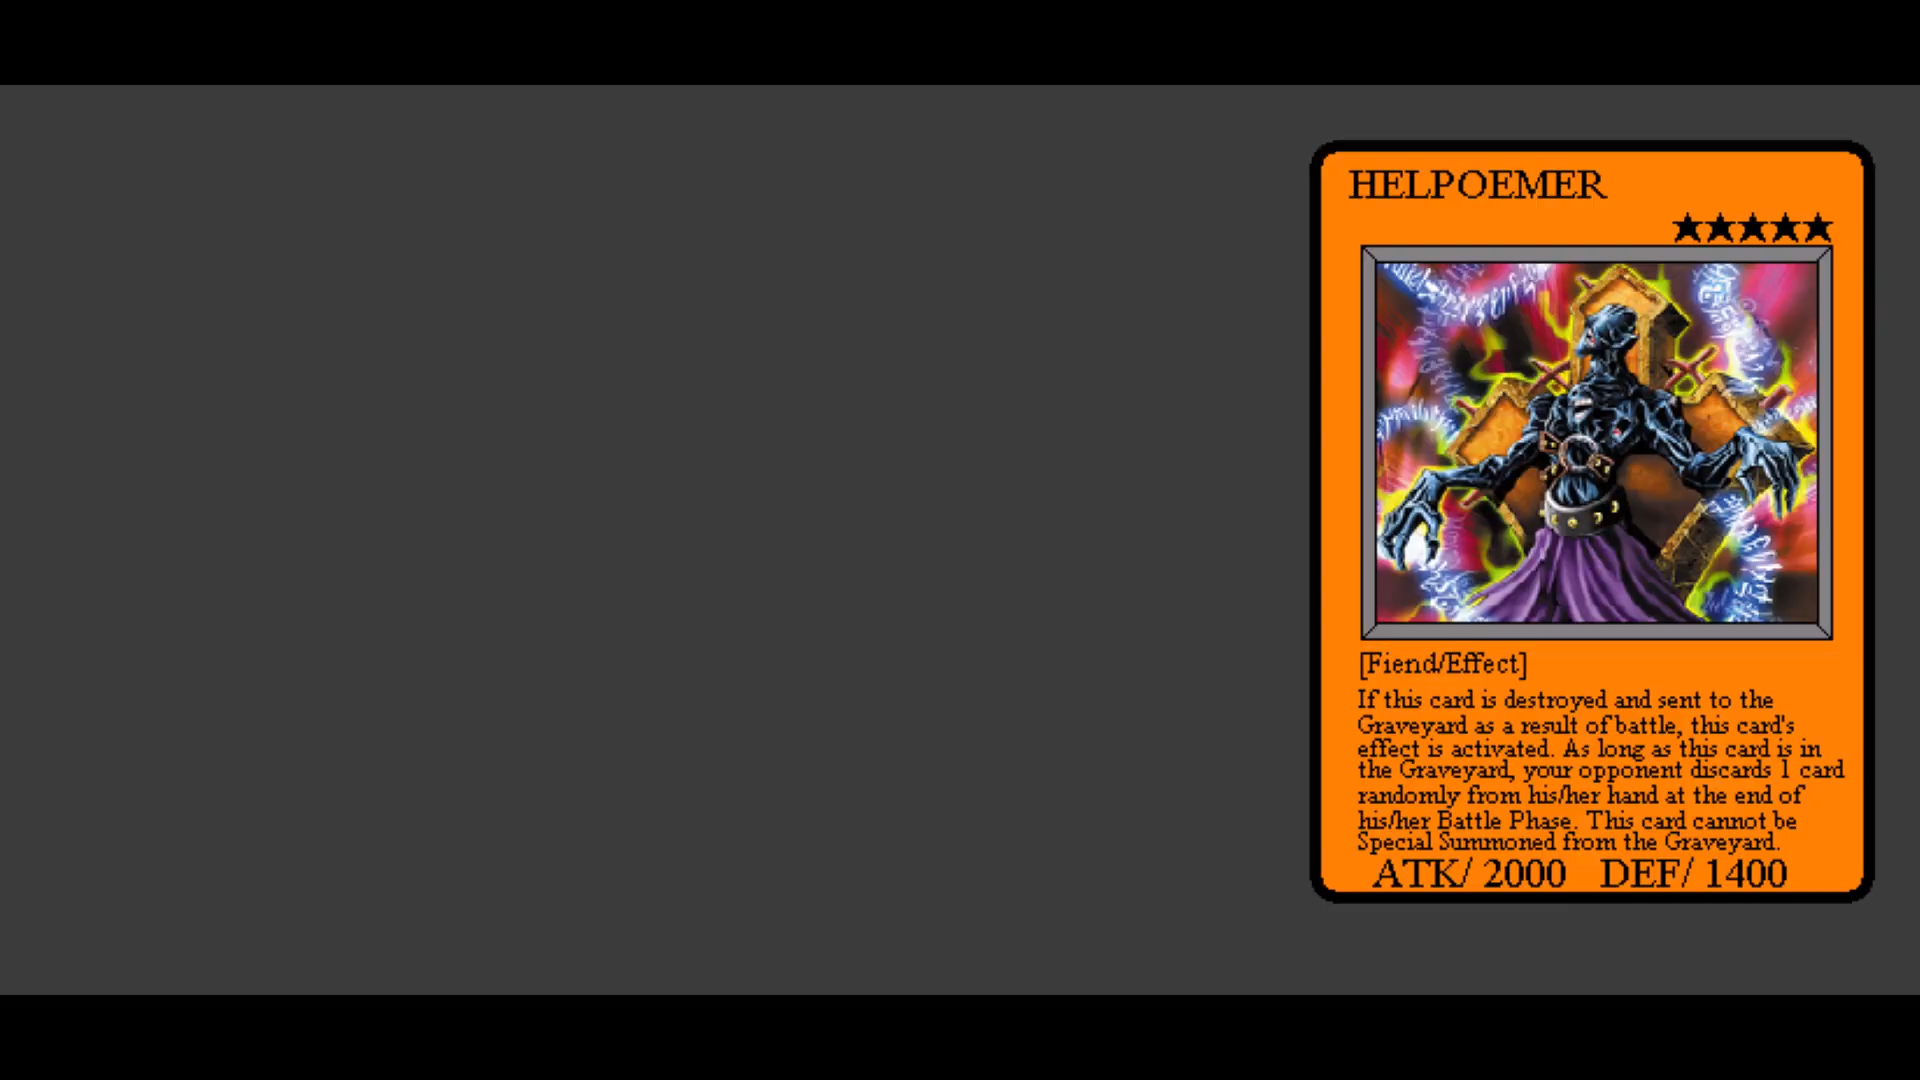 HELPOEMER
★★★★★
[Fiend/Effect]
If this card is destroyed and sent to the
Graveyard as a result of battle, this card's
effect is activated. As long as this card is in
the Graveyard, your opponent discards 1 card
randomly from his/her hand at the end of
his/her Battle Phase. This card cannot be
Special Summoned from the Graveyard.
ATK/ 2000 DEF/ 1400